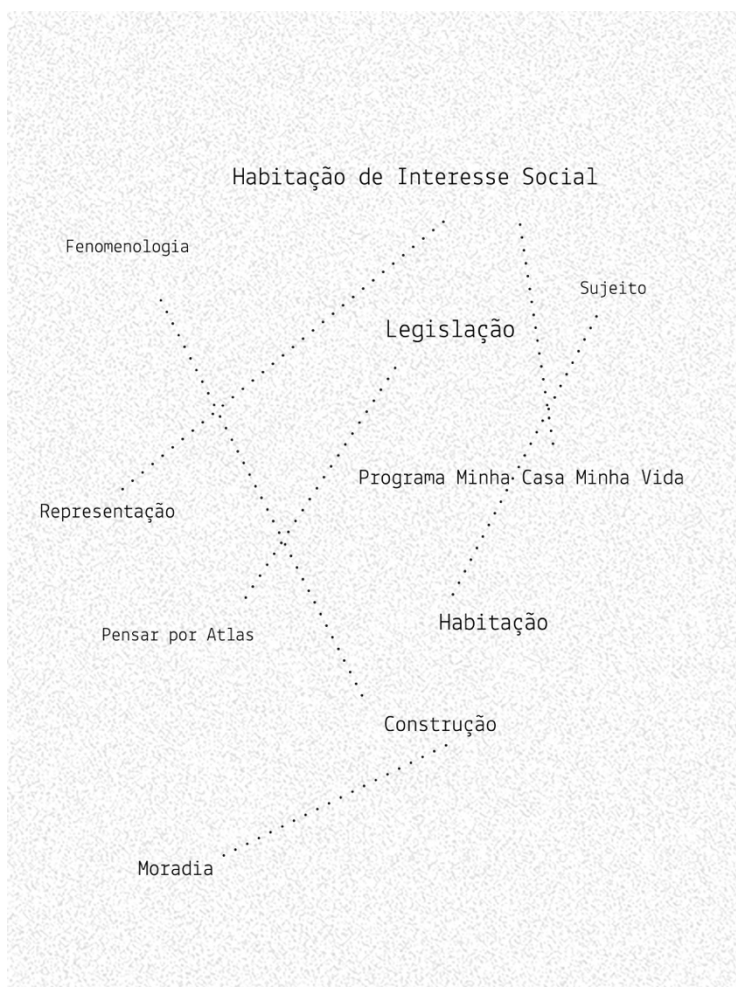 Habitação de Interesse Social
Fenomenologia
Sujeito
Legislação
Programa Minha Casa Minha Vida
Representação
Habitação
Pensar por Atlas
Construção
Moradia